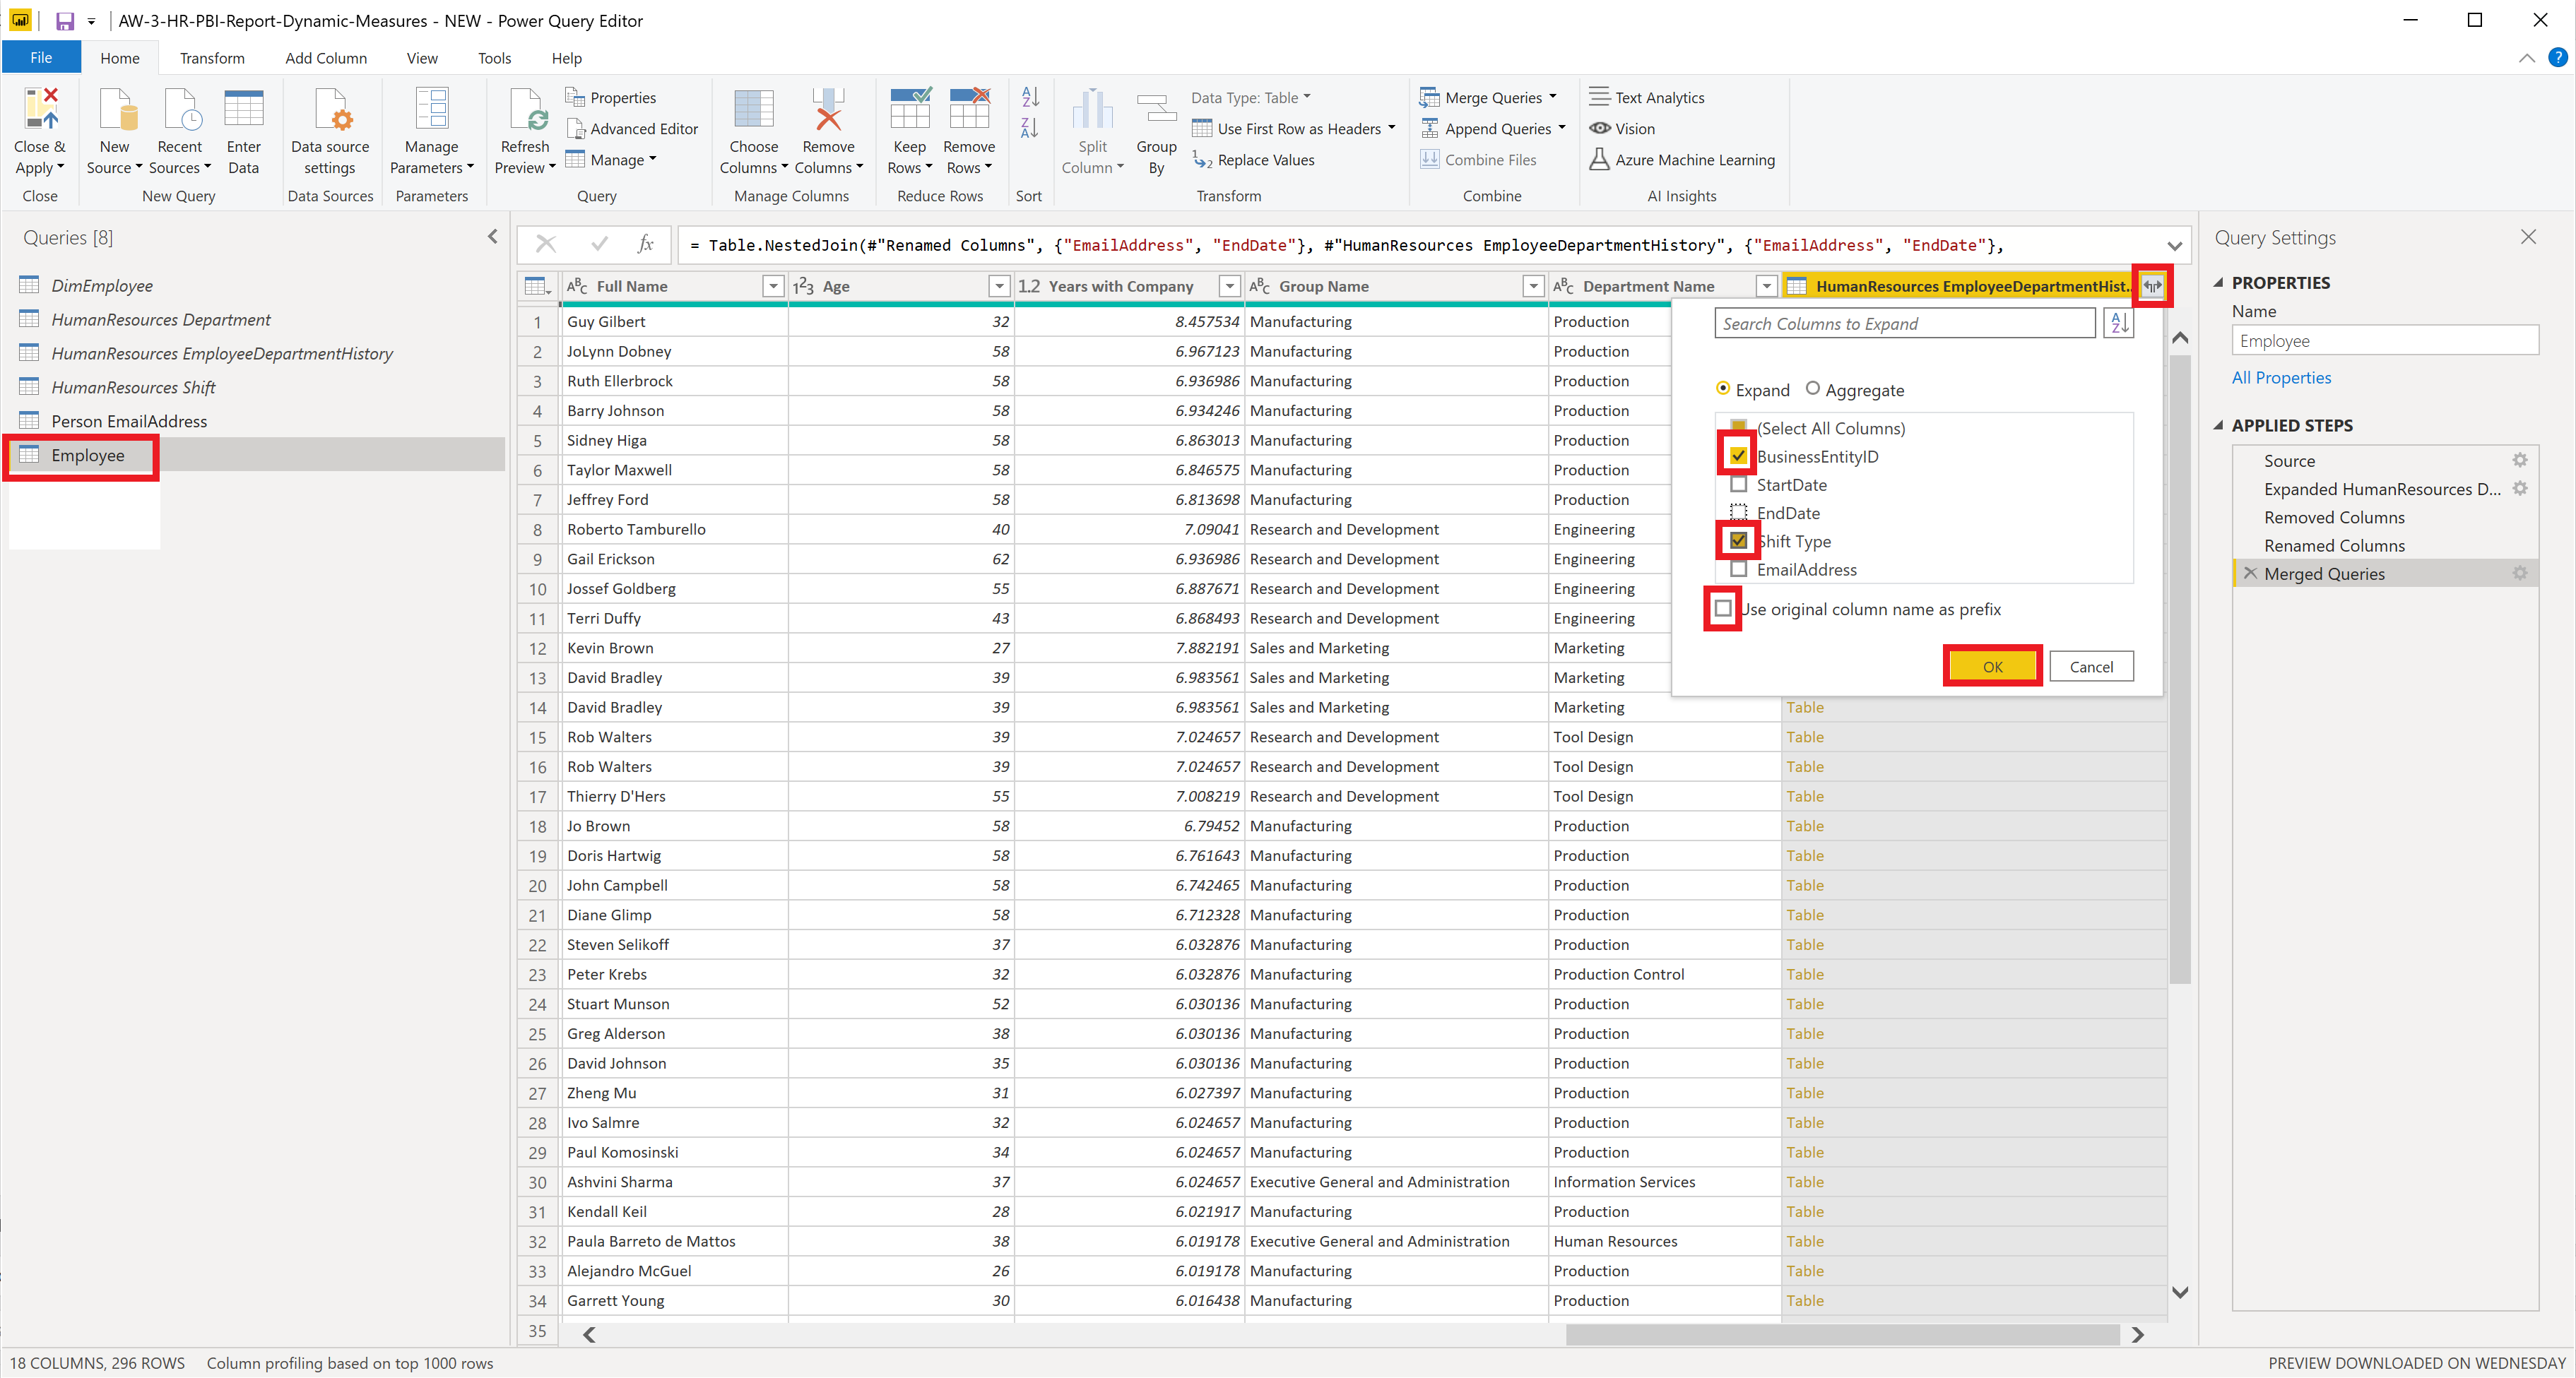 AW-3-HR-PBI-Report-Dynamic-Measures - NEW - Power Query Editor
File Home Transform Add Column View Tools Help
Close & Apply
New Source
Recent Sources
Enter Data
Data source settings
Manage Parameters
Refresh Preview
Properties
Advanced Editor
Manage
Choose Columns
Remove Columns
Keep Rows
Remove Rows
Split Column
Group By
Data Type: Table
Use First Row as Headers
Replace Values
Merge Queries
Append Queries
Combine Files
Text Analytics
Vision
Azure Machine Learning
Close New Query Data Sources Parameters Query Manage Columns Reduce Rows Sort Transform Combine AI Insights
Queries [8]
DimEmployee
HumanResources Department
HumanResources EmployeeDepartmentHistory
HumanResources Shift
Person EmailAddress
Employee
fx = Table.NestedJoin(#"Renamed Columns", {"EmailAddress", "EndDate"}, #"HumanResources EmployeeDepartmentHistory", {"EmailAddress", "EndDate"},
ABC Full Name 123 Age 1.2 Years with Company ABC Group Name ABC Department Name HumanResources EmployeeDepartmentHist...
1 Guy Gilbert 32 8.457534 Manufacturing Production
2 JoLynn Dobney 58 6.967123 Manufacturing Production
3 Ruth Ellerbrock 58 6.936986 Manufacturing Production
4 Barry Johnson 58 6.934246 Manufacturing Production
5 Sidney Higa 58 6.863013 Manufacturing Production
6 Taylor Maxwell 58 6.846575 Manufacturing Production
7 Jeffrey Ford 58 6.813698 Manufacturing Production
8 Roberto Tamburello 40 7.09041 Research and Development Engineering
9 Gail Erickson 62 6.936986 Research and Development Engineering
10 Jossef Goldberg 55 6.887671 Research and Development Engineering
11 Terri Duffy 43 6.868493 Research and Development Engineering
12 Kevin Brown 27 7.882191 Sales and Marketing Marketing
13 David Bradley 39 6.983561 Sales and Marketing Marketing
14 David Bradley 39 6.983561 Sales and Marketing Marketing Table
15 Rob Walters 39 7.024657 Research and Development Tool Design Table
16 Rob Walters 39 7.024657 Research and Development Tool Design Table
17 Thierry D'Hers 55 7.008219 Research and Development Tool Design Table
18 Jo Brown 58 6.79452 Manufacturing Production Table
19 Doris Hartwig 58 6.761643 Manufacturing Production Table
20 John Campbell 58 6.742465 Manufacturing Production Table
21 Diane Glimp 58 6.712328 Manufacturing Production Table
22 Steven Selikoff 37 6.032876 Manufacturing Production Table
23 Peter Krebs 32 6.032876 Manufacturing Production Control Table
24 Stuart Munson 52 6.030136 Manufacturing Production Table
25 Greg Alderson 38 6.030136 Manufacturing Production Table
26 David Johnson 35 6.030136 Manufacturing Production Table
27 Zheng Mu 31 6.027397 Manufacturing Production Table
28 Ivo Salmre 32 6.024657 Manufacturing Production Table
29 Paul Komosinski 34 6.024657 Manufacturing Production Table
30 Ashvini Sharma 37 6.024657 Executive General and Administration Information Services Table
31 Kendall Keil 28 6.021917 Manufacturing Production Table
32 Paula Barreto de Mattos 38 6.019178 Executive General and Administration Human Resources Table
33 Alejandro McGuel 26 6.019178 Manufacturing Production Table
34 Garrett Young 30 6.016438 Manufacturing Production Table
35
Search Columns to Expand
Expand Aggregate
(Select All Columns)
BusinessEntityID
StartDate
EndDate
Shift Type
EmailAddress
Use original column name as prefix
OK Cancel
Query Settings
PROPERTIES
Name
Employee
All Properties
APPLIED STEPS
Source
Expanded HumanResources D...
Removed Columns
Renamed Columns
Merged Queries
18 COLUMNS, 296 ROWS Column profiling based on top 1000 rows PREVIEW DOWNLOADED ON WEDNESDAY